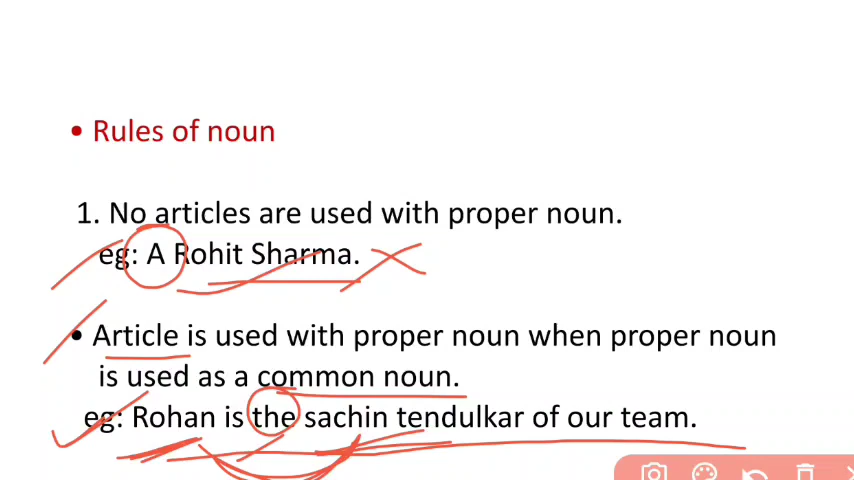 • Rules of noun
1. No articles are used with proper noun.
eg: A Rohit Sharma.
• Article is used with proper noun when proper noun
is used as a common noun.
eg: Rohan is the sachin tendulkar of our team.